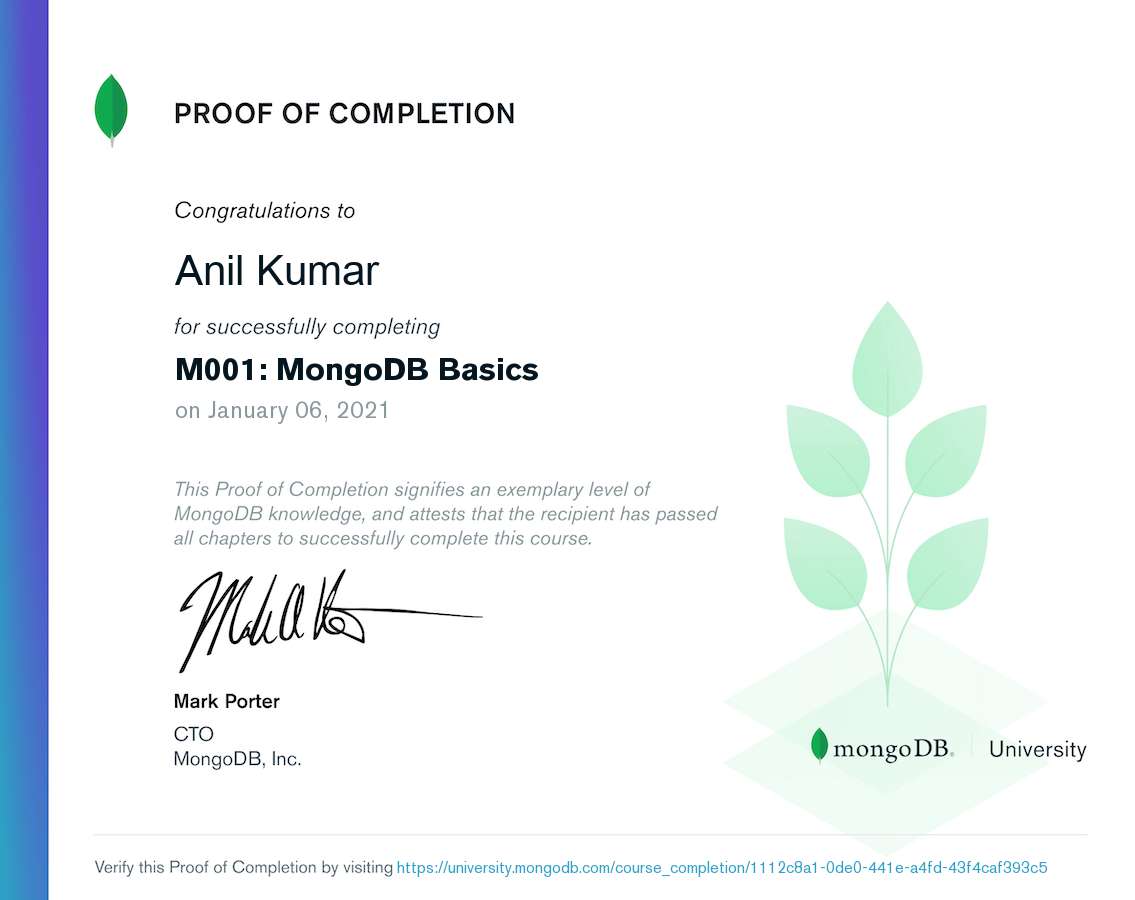 PROOF OF COMPLETION
Congratulations to
Anil Kumar
for successfully completing
M001: MongoDB Basics
on January 06, 2021
This Proof of Completion signifies an exemplary level of
MongoDB knowledge, and attests that the recipient has passed
all chapters to successfully complete this course.
Mark Porter
CTO
MongoDB, Inc.
mongoDB. University
Verify this Proof of Completion by visiting https://university.mongodb.com/course_completion/1112c8a1-0de0-441e-a4fd-43f4caf393c5